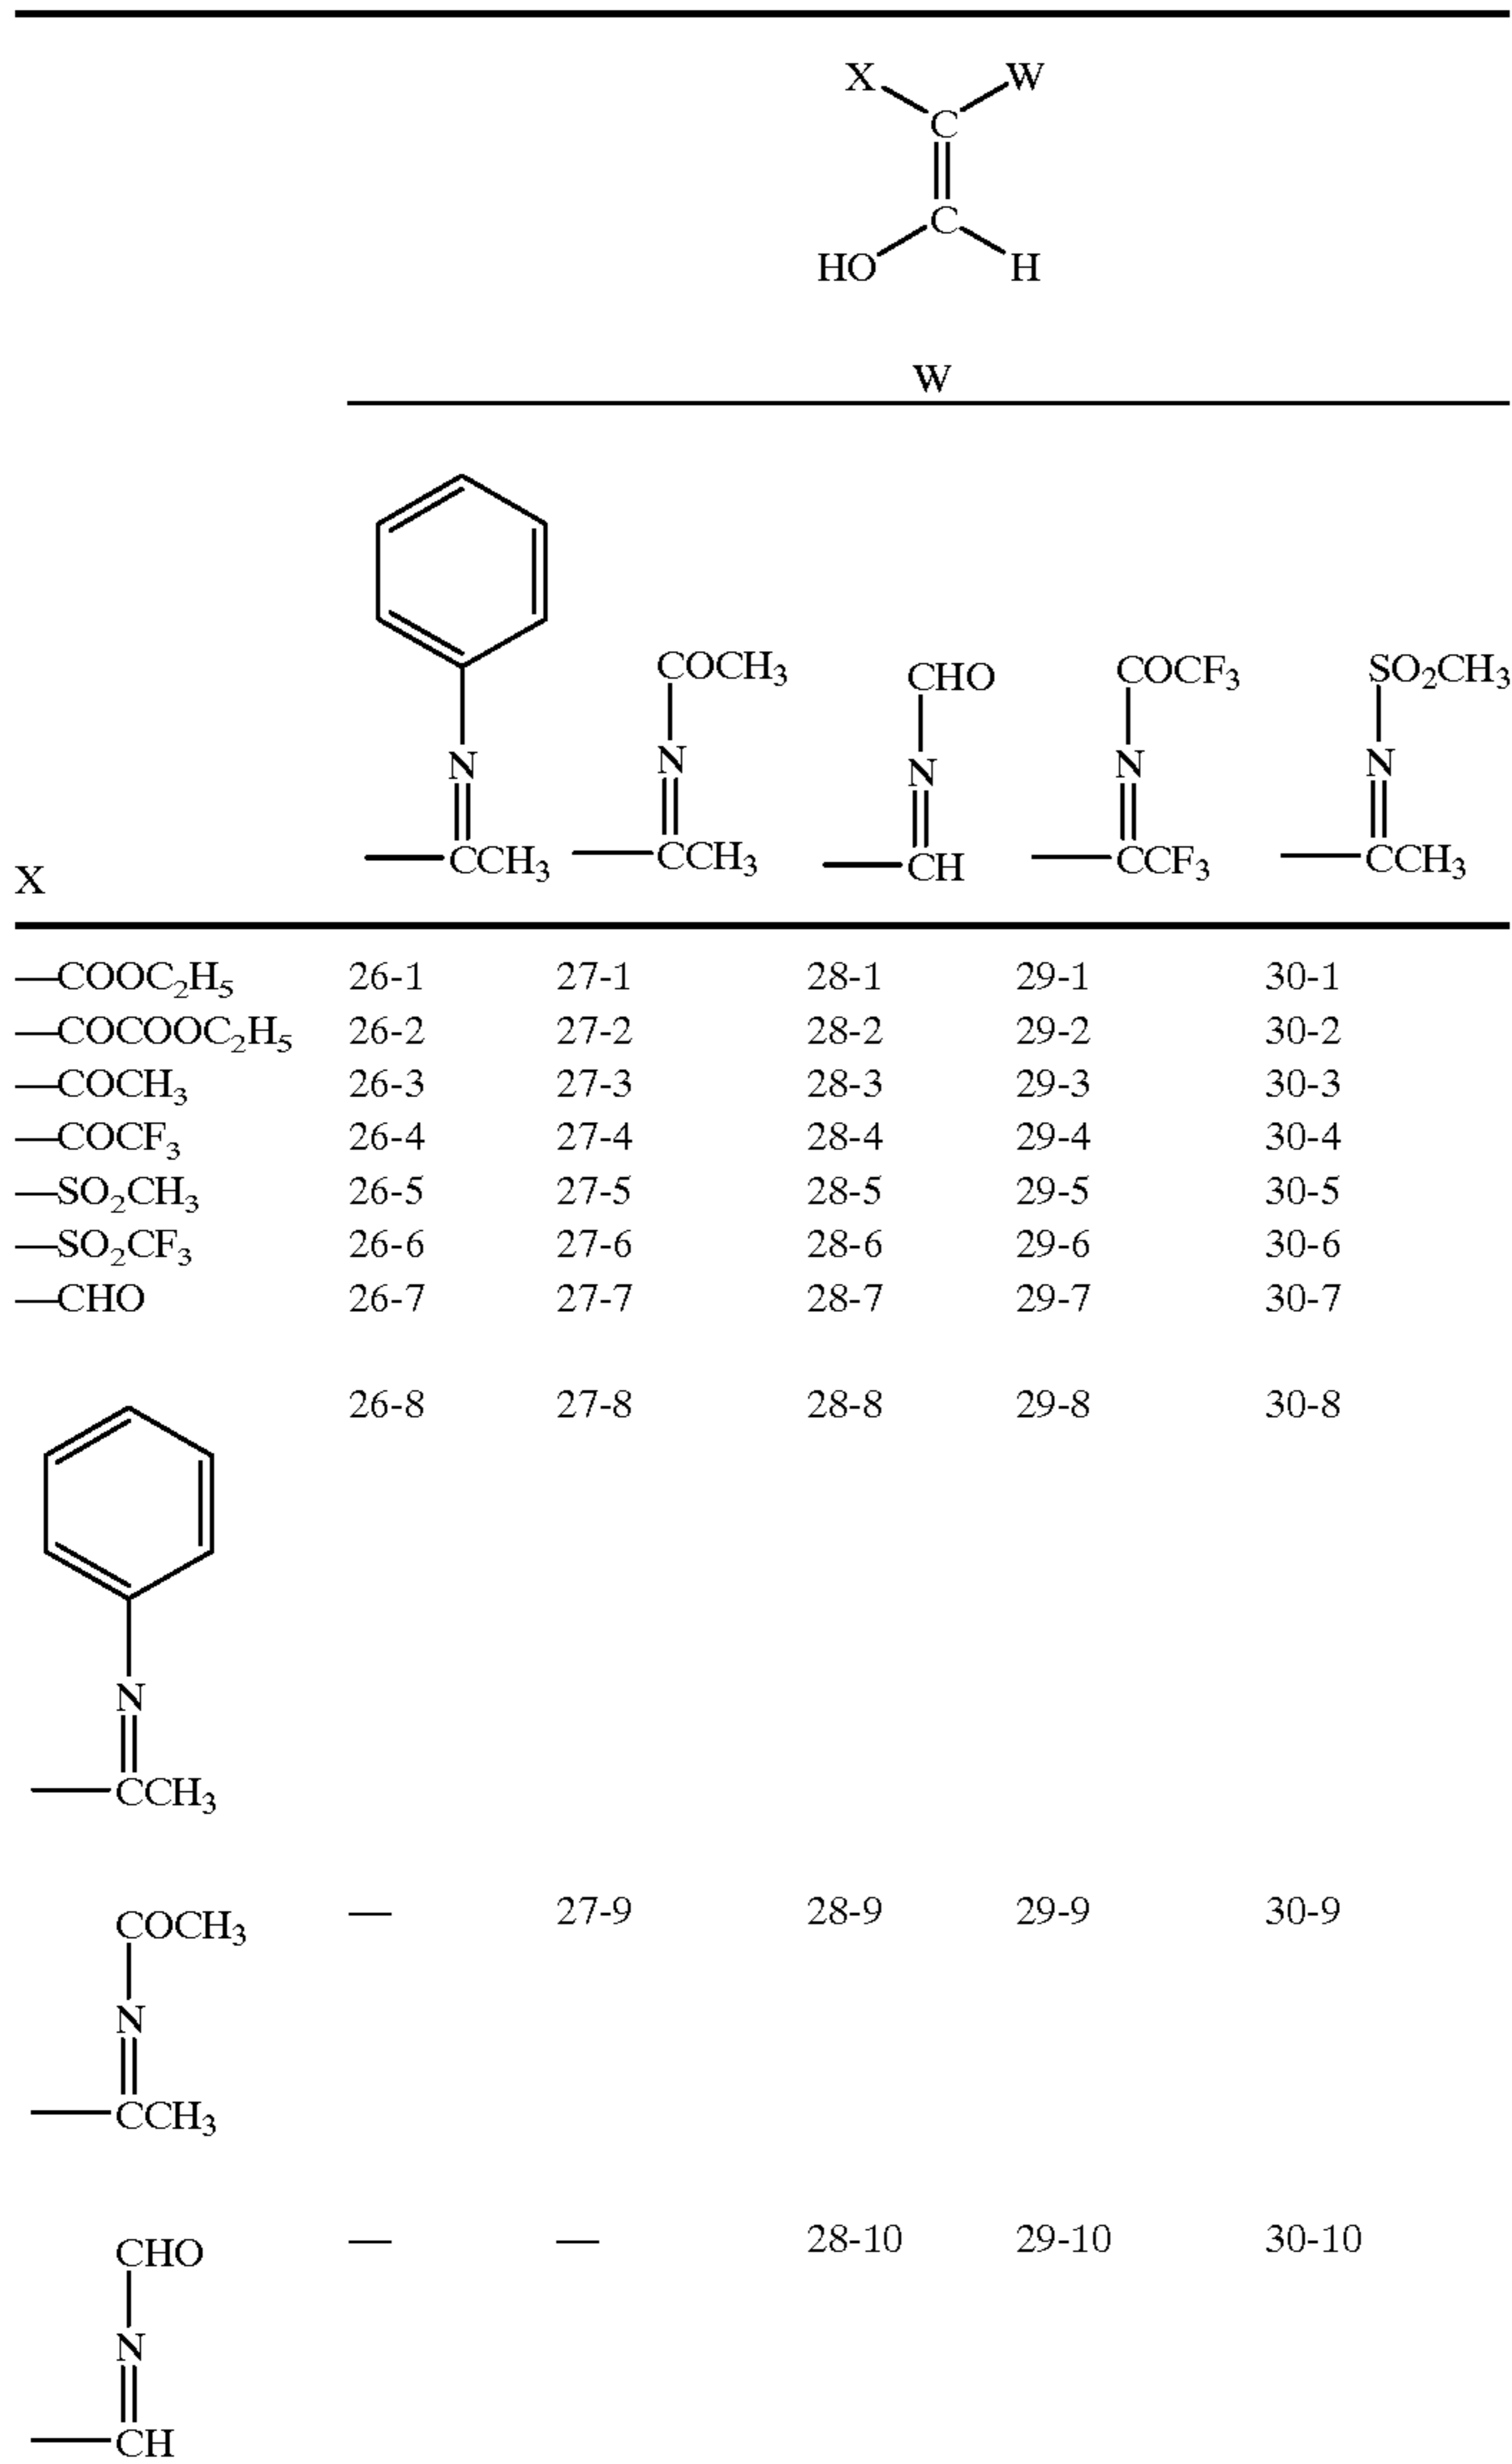 X W
C
C
HO H
W
COCH3 CHO COCF3 SO2CH3
N N N N N
X CCH3 CCH3 CH CCF3 CCH3
—COOC2H5 26-1 27-1 28-1 29-1 30-1
—COCOOC2H5 26-2 27-2 28-2 29-2 30-2
—COCH3 26-3 27-3 28-3 29-3 30-3
—COCF3 26-4 27-4 28-4 29-4 30-4
—SO2CH3 26-5 27-5 28-5 29-5 30-5
—SO2CF3 26-6 27-6 28-6 29-6 30-6
—CHO 26-7 27-7 28-7 29-7 30-7
26-8 27-8 28-8 29-8 30-8
N
CCH3
COCH3 — 27-9 28-9 29-9 30-9
N
CCH3
CHO — — 28-10 29-10 30-10
N
CH